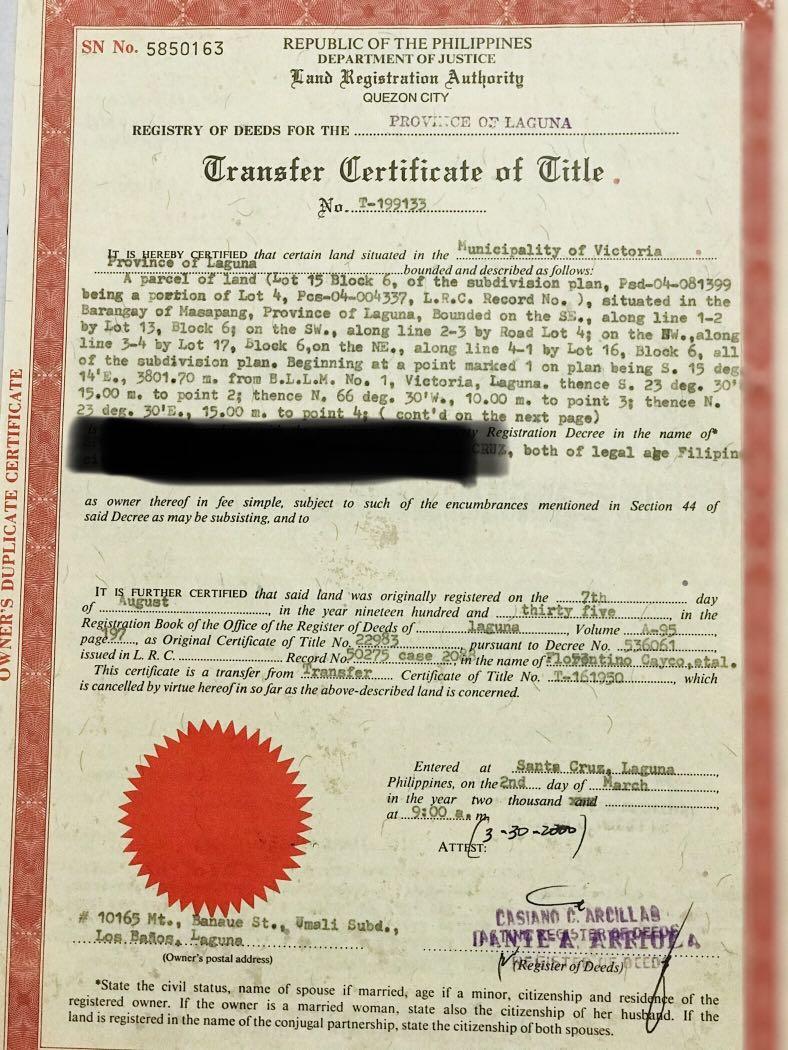 SN No. 5850163
REPUBLIC OF THE PHILIPPINES
DEPARTMENT OF JUSTICE
Land Registration Authority
QUEZON CITY
REGISTRY OF DEEDS FOR THE PROVINCE OF LAGUNA
Transfer Certificate of Title
No. T-199133
IT IS HEREBY CERTIFIED that certain land situated in the Municipality of Victoria
Province of Laguna bounded and described as follows:
A parcel of land (Lot 15 Block 6, of the subdivision plan, Psd-04-081399
being a portion of Lot 4, Pcs-04-004337, L.R.C. Record No. ), situated in the
Barangay of Masapang, Province of Laguna, Bounded on the SE., along line 1-2
by Lot 13, Block 6; on the SW., along line 2-3 by Road Lot 4; on the NW.,along
line 3-4 by Lot 17, Block 6,on the NE., along line 4-1 by Lot 16, Block 6, all
of the subdivision plan. Beginning at a point marked 1 on plan being S. 15 deg
14'E., 3801.70 m. from B.L.L.M. No. 1, Victoria, Laguna. thence S. 23 deg. 30'
15.00 m. to point 2; thence N. 66 deg. 30'W., 10.00 m. to point 3; thence N.
23 deg. 30'E., 15.00 m. to point 4; ( cont'd on the next page)
Registration Decree in the name of*
CRUZ, both of legal age Filipin
as owner thereof in fee simple, subject to such of the encumbrances mentioned in Section 44 of
said Decree as may be subsisting, and to
IT IS FURTHER CERTIFIED that said land was originally registered on the 7th day
of August, in the year nineteen hundred and thirty five in the
Registration Book of the Office of the Register of Deeds of laguna, Volume A-95,
page 197, as Original Certificate of Title No. 22983 pursuant to Decree No. 536061
issued in L. R. C. Record No. 50275 case in the name of Florentino Cayco,etal.
This certificate is a transfer from Transfer Certificate of Title No. T-161950, which
is cancelled by virtue hereof in so far as the above-described land is concerned.
Entered at Santa Cruz, Laguna,
Philippines, on the 2nd day of March
in the year two thousand and
at 9:00 a.m.
(3-30-2000)
ATTEST:
CASIANO C. ARCILLAS
ACTING REGISTER OF DEEDS
DANTE A. ARRIOLA
REGISTER OF DEEDS
(Register of Deeds)
# 10165 Mt., Banaue St., Umali Subd.,
Los Baños, Laguna
(Owner's postal address)
*State the civil status, name of spouse if married, age if a minor, citizenship and residence of the
registered owner. If the owner is a married woman, state also the citizenship of her husband. If the
land is registered in the name of the conjugal partnership, state the citizenship of both spouses.
OWNER'S DUPLICATE CERTIFICATE